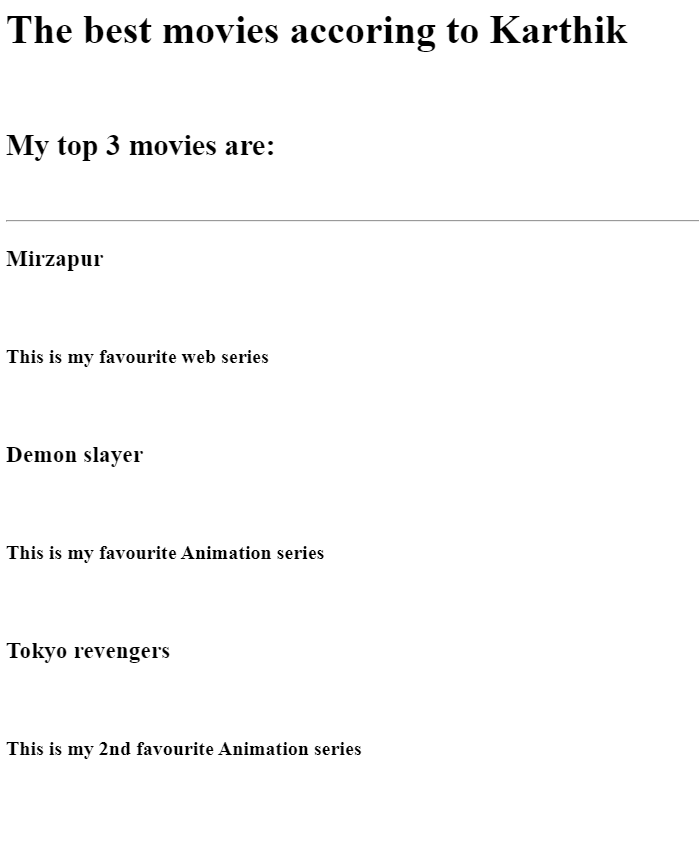 The best movies accoring to Karthik
My top 3 movies are:
Mirzapur
This is my favourite web series
Demon slayer
This is my favourite Animation series
Tokyo revengers
This is my 2nd favourite Animation series